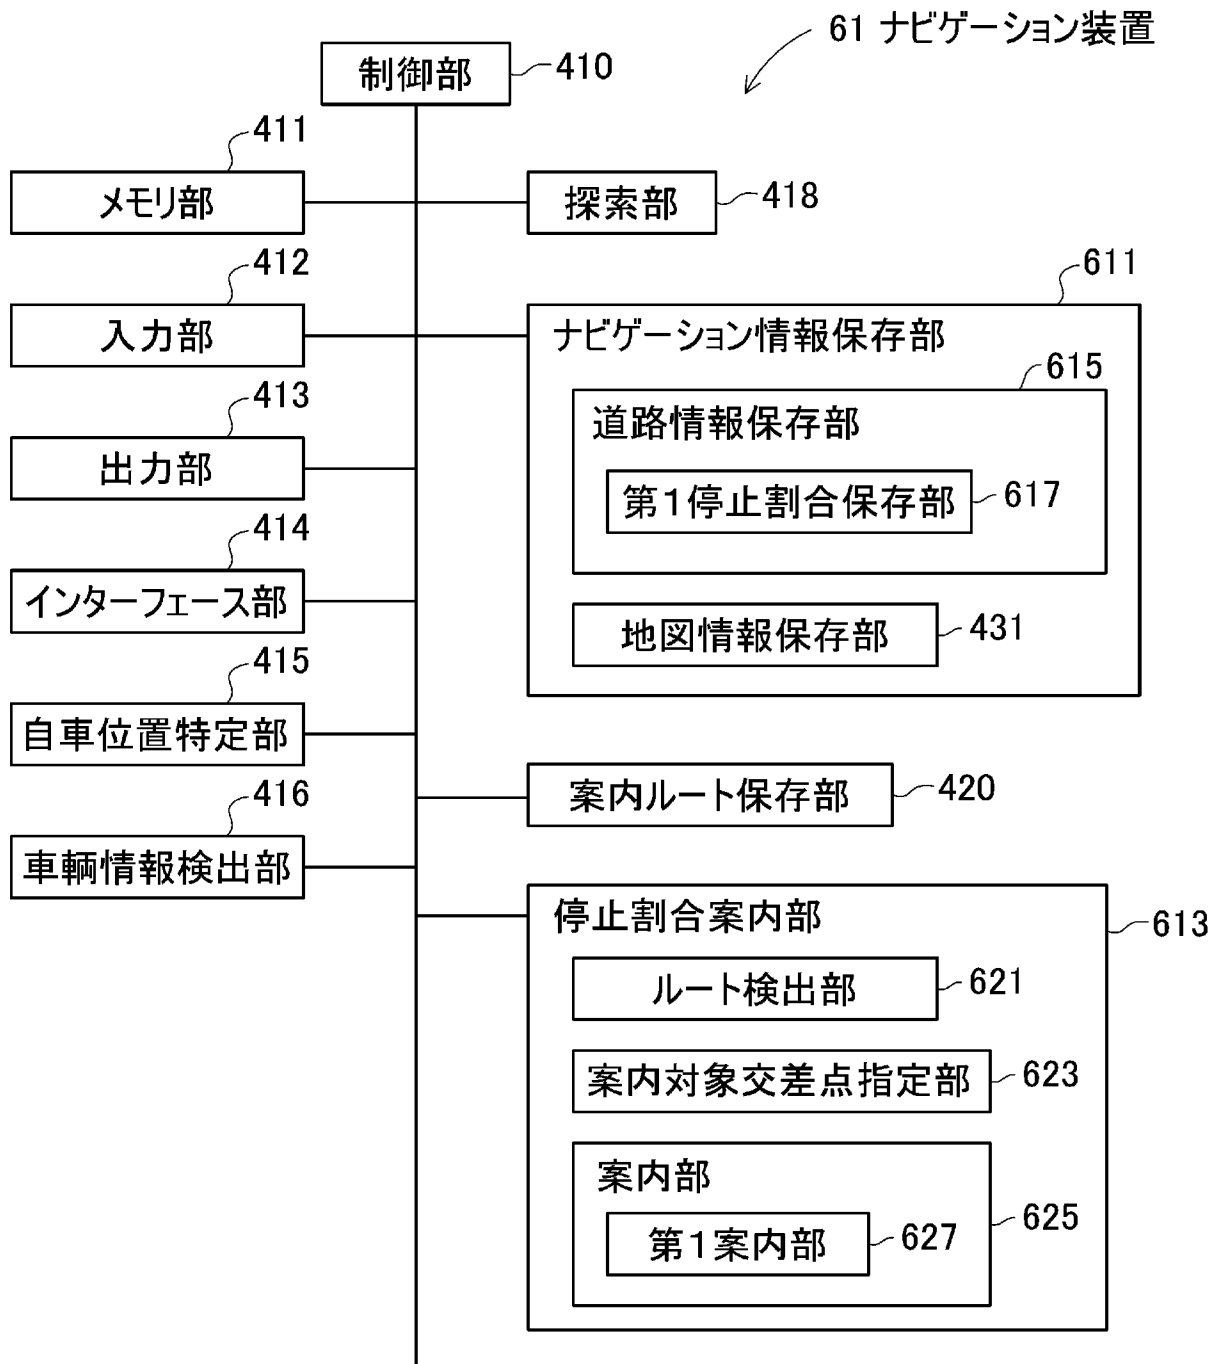 61 ナビゲーション装置
制御部
410
411
メモリ部
探索部
418
412
入力部
611
ナビゲーション情報保存部
615
道路情報保存部
第1停止割合保存部
617
地図情報保存部
431
413
出力部
414
インターフェース部
415
自車位置特定部
案内ルート保存部
420
416
車輌情報検出部
停止割合案内部
613
ルート検出部
621
案内対象交差点指定部
623
案内部
625
第1案内部
627